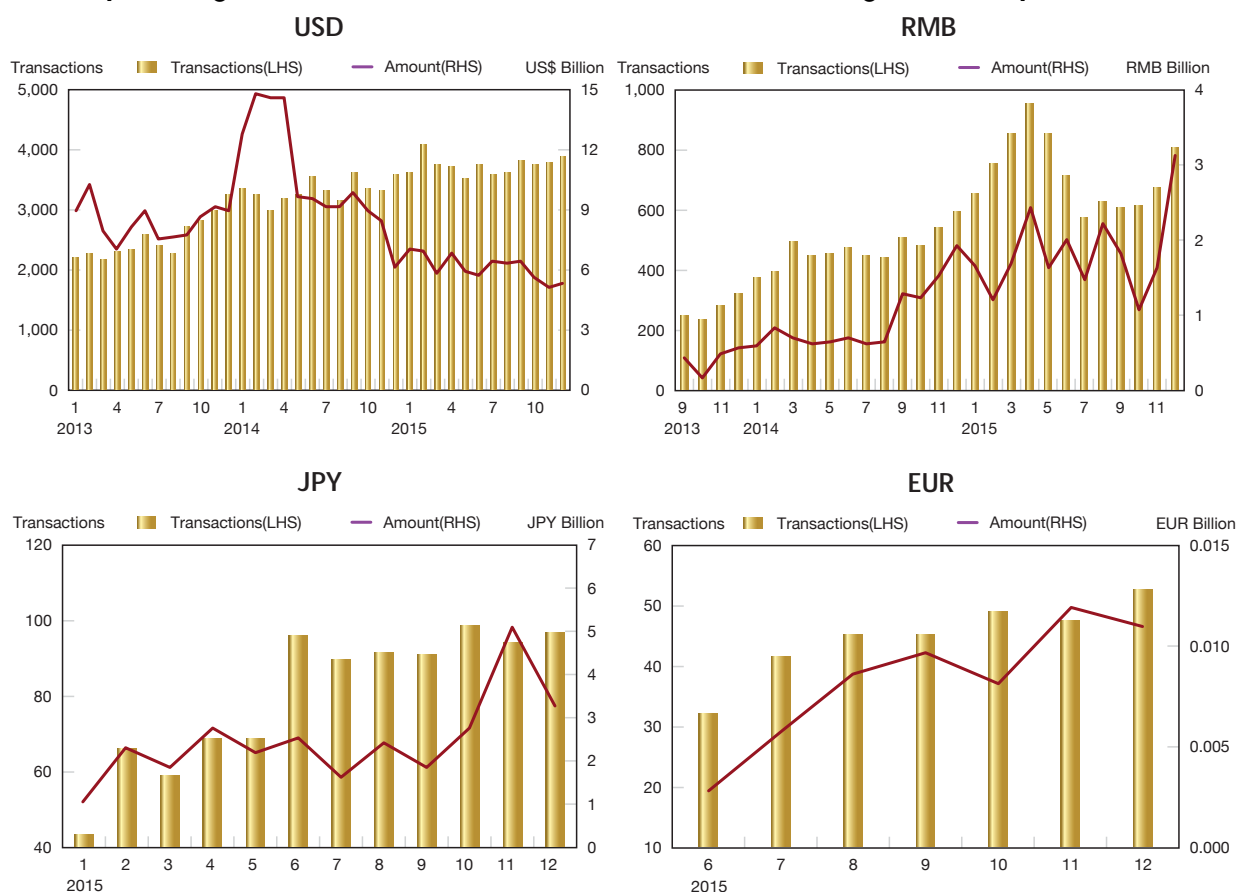 USD
Transactions Transactions(LHS) Amount(RHS) US$ Billion
5,000 15
4,000 12
3,000 9
2,000 6
1,000 3
0 0
1 4 7 10 1 4 7 10 1 4 7 10
2013 2014 2015
RMB
Transactions Transactions(LHS) Amount(RHS) RMB Billion
1,000 4
800 3
600 2
400
200 1
0 0
9 11 1 3 5 7 9 11 1 3 5 7 9 11
2013 2014 2015
JPY
Transactions Transactions(LHS) Amount(RHS) JPY Billion
120 7
6
100 5
4
80 3
60 2
1
40 0
1 2 3 4 5 6 7 8 9 10 11 12
2015
EUR
Transactions Transactions(LHS) Amount(RHS) EUR Billion
60 0.015
50
40 0.010
30
20 0.005
10 0.000
6 7 8 9 10 11 12
2015